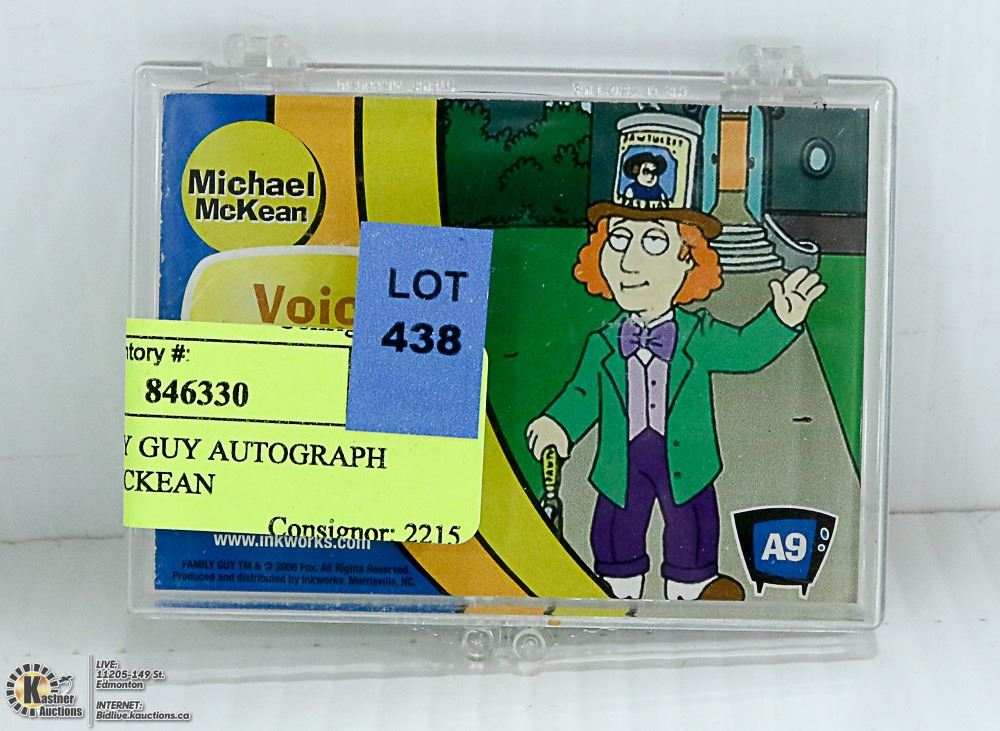 Michael
McKean
Voic
LOT
438
ntory #:
846330
Y GUY AUTOGRAPH
CKEAN
Consignor: 2215
www.inkworks.com
FAMILY GUY TM & © 2006 Fox. All Rights Reserved.
Produced and distributed by Inkworks, Morrisville, NC.
PAWTUCKET
A9
Kastner
Auctions
LIVE:
11205-149 St.
Edmonton
INTERNET:
Bidlive.kauctions.ca